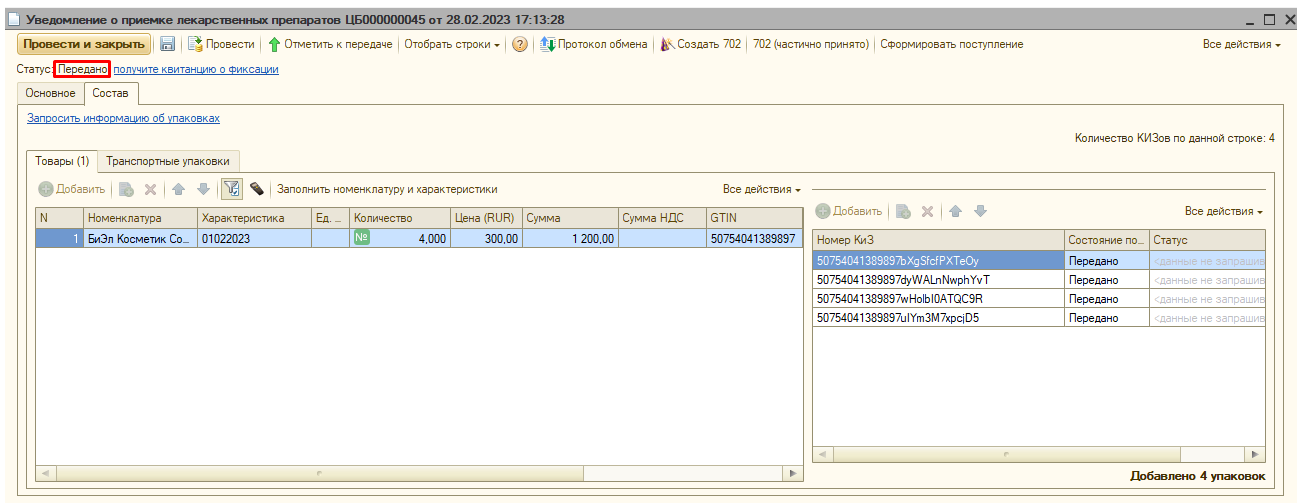 Уведомление о приемке лекарственных препаратов ЦБ000000045 от 28.02.2023 17:13:28
Провести и закрыть Провести Отметить к передаче Отобрать строки Протокол обмена Создать 702 702 (частично принято) Сформировать поступление Все действия
Статус: Передано получите квитанцию о фиксации
Основное Состав
Запросить информацию об упаковках
Количество КИЗов по данной строке: 4
Товары (1) Транспортные упаковки
Добавить Заполнить номенклатуру и характеристики Все действия
N Номенклатура Характеристика Ед. ... Количество Цена (RUR) Сумма Сумма НДС GTIN
1 БиЭл Косметик Со... 01022023 № 4,000 300,00 1 200,00 50754041389897
Добавить Все действия
Номер КиЗ Состояние по... Статус
50754041389897bXgSfcfPXTeOy Передано <данные не запрашив
50754041389897dyWALnNwphYvT Передано <данные не запрашив
50754041389897wHolbI0ATQC9R Передано <данные не запрашив
50754041389897uIYm3M7xpcjD5 Передано <данные не запрашив
Добавлено 4 упаковок